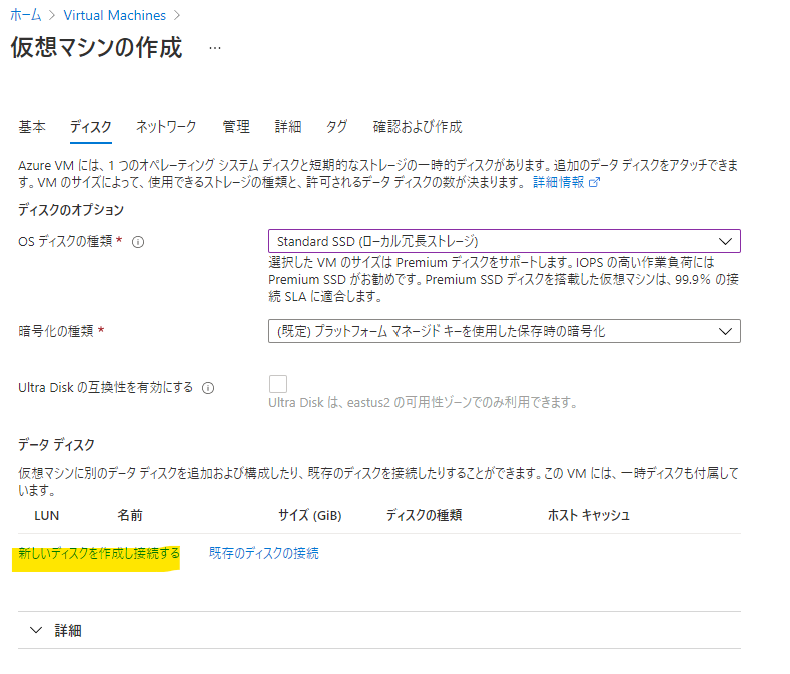 ホーム > Virtual Machines >
仮想マシンの作成 …
基本 ディスク ネットワーク 管理 詳細 タグ 確認および作成
Azure VM には、1 つのオペレーティング システム ディスクと短期的なストレージの一時的ディスクがあります。追加のデータ ディスクをアタッチできま
す。VM のサイズによって、使用できるストレージの種類と、許可されるデータ ディスクの数が決まります。 詳細情報
ディスクのオプション
OS ディスクの種類 *
Standard SSD (ローカル冗長ストレージ)
選択した VM のサイズは Premium ディスクをサポートします。IOPS の高い作業負荷には
Premium SSD がお勧めです。Premium SSD ディスクを搭載した仮想マシンは、99.9% の接
続 SLA に適合します。
暗号化の種類 *
(既定) プラットフォーム マネージド キーを使用した保存時の暗号化
Ultra Disk の互換性を有効にする
Ultra Disk は、eastus2 の可用性ゾーンでのみ利用できます。
データ ディスク
仮想マシンに別のデータ ディスクを追加および構成したり、既存のディスクを接続したりすることができます。この VM には、一時ディスクも付属して
います。
LUN 名前 サイズ (GiB) ディスクの種類 ホスト キャッシュ
新しいディスクを作成し接続する 既存のディスクの接続
詳細